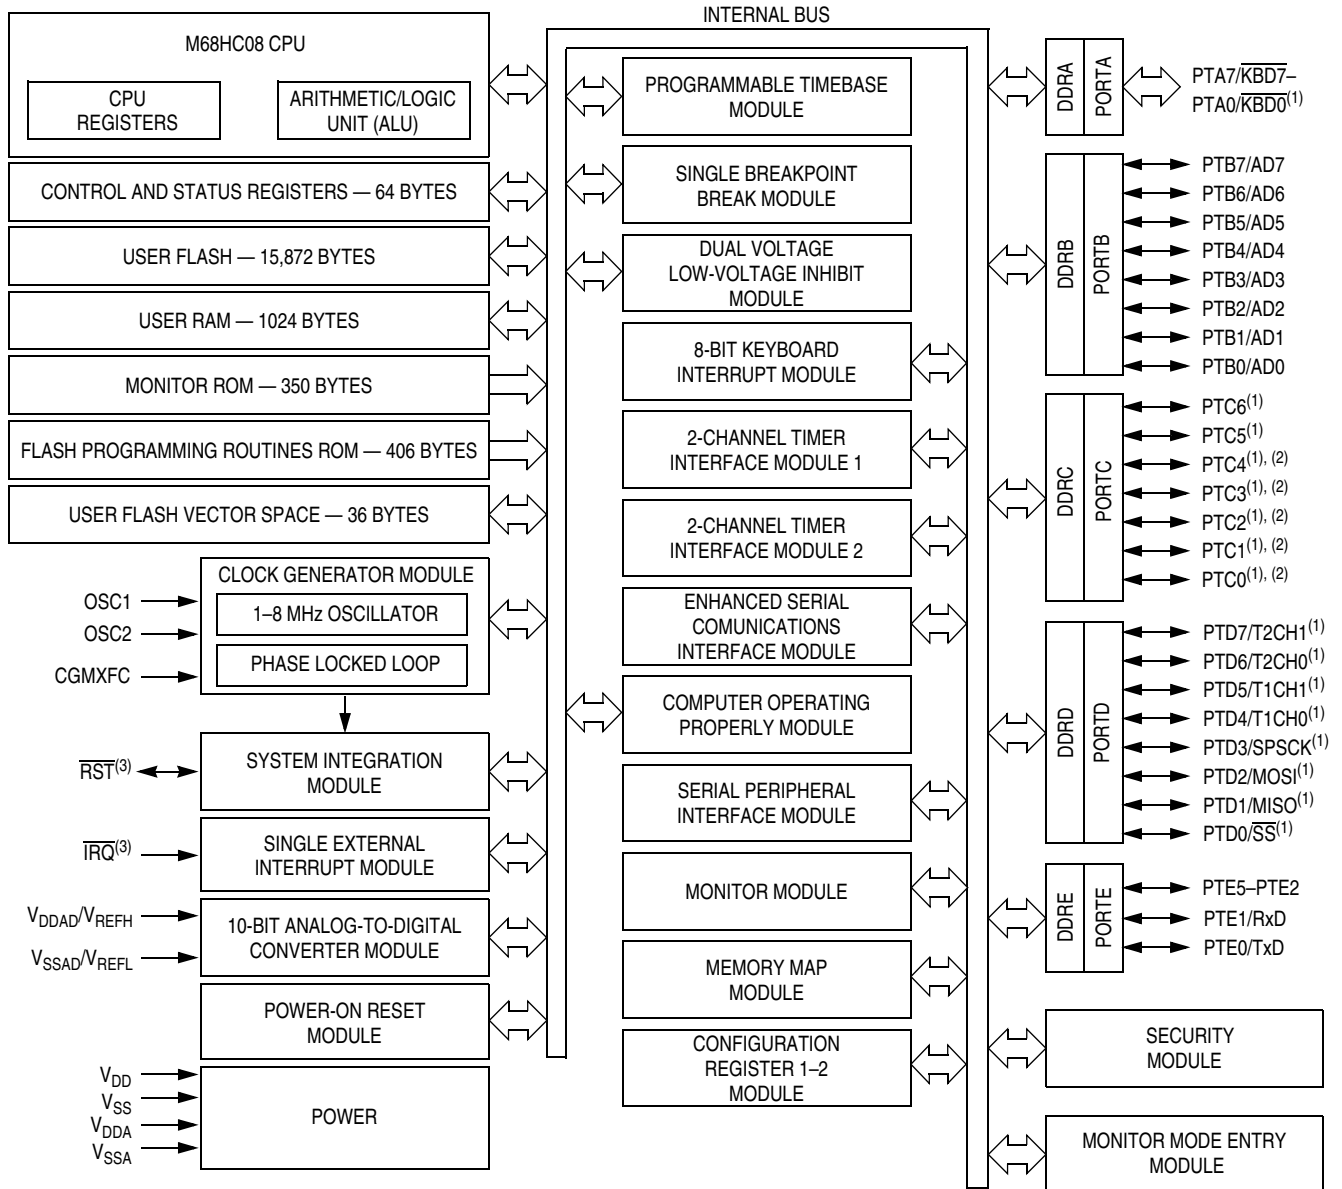 INTERNAL BUS
M68HC08 CPU
CPU
REGISTERS
ARITHMETIC/LOGIC
UNIT (ALU)
CONTROL AND STATUS REGISTERS — 64 BYTES
USER FLASH — 15,872 BYTES
USER RAM — 1024 BYTES
MONITOR ROM — 350 BYTES
FLASH PROGRAMMING ROUTINES ROM — 406 BYTES
USER FLASH VECTOR SPACE — 36 BYTES
CLOCK GENERATOR MODULE
1–8 MHz OSCILLATOR
PHASE LOCKED LOOP
OSC1
OSC2
CGMXFC
SYSTEM INTEGRATION
MODULE
R̅S̅T̅(3)
SINGLE EXTERNAL
INTERRUPT MODULE
I̅R̅Q̅(3)
10-BIT ANALOG-TO-DIGITAL
CONVERTER MODULE
VDDAD/VREFH
VSSAD/VREFL
POWER-ON RESET
MODULE
POWER
VDD
VSS
VDDA
VSSA
PROGRAMMABLE TIMEBASE
MODULE
SINGLE BREAKPOINT
BREAK MODULE
DUAL VOLTAGE
LOW-VOLTAGE INHIBIT
MODULE
8-BIT KEYBOARD
INTERRUPT MODULE
2-CHANNEL TIMER
INTERFACE MODULE 1
2-CHANNEL TIMER
INTERFACE MODULE 2
ENHANCED SERIAL
COMUNICATIONS
INTERFACE MODULE
COMPUTER OPERATING
PROPERLY MODULE
SERIAL PERIPHERAL
INTERFACE MODULE
MONITOR MODULE
MEMORY MAP
MODULE
CONFIGURATION
REGISTER 1–2
MODULE
DDRA
PORTA
PTA7/K̅B̅D̅7̅–
PTA0/K̅B̅D̅0̅(1)
DDRB
PORTB
PTB7/AD7
PTB6/AD6
PTB5/AD5
PTB4/AD4
PTB3/AD3
PTB2/AD2
PTB1/AD1
PTB0/AD0
DDRC
PORTC
PTC6(1)
PTC5(1)
PTC4(1), (2)
PTC3(1), (2)
PTC2(1), (2)
PTC1(1), (2)
PTC0(1), (2)
DDRD
PORTD
PTD7/T2CH1(1)
PTD6/T2CH0(1)
PTD5/T1CH1(1)
PTD4/T1CH0(1)
PTD3/SPSCK(1)
PTD2/MOSI(1)
PTD1/MISO(1)
PTD0/S̅S̅(1)
DDRE
PORTE
PTE5–PTE2
PTE1/RxD
PTE0/TxD
SECURITY
MODULE
MONITOR MODE ENTRY
MODULE